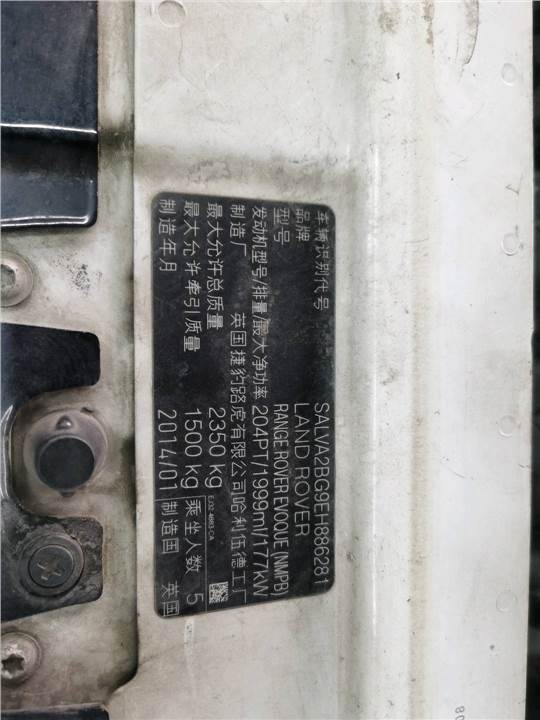 车辆识别代号 SALVA2BG9EH886281
品牌 LAND ROVER
型号 RANGE ROVER EVOQUE (NMPB)
发动机型号/排量/最大净功率 204PT/1999ml/177kW
制造厂 英国捷豹路虎有限公司哈利伍德工厂
最大允许总质量 2350 kg
最大允许牵引质量 1500 kg 乘坐人数 5
制造年月 2014/01 制造国 英国